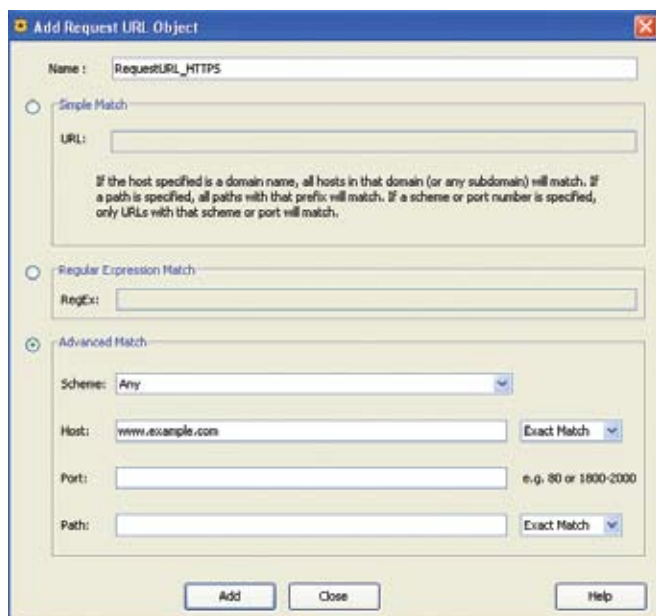 Add Request URL Object
Name : RequestURL_HTTPS
Simple Match
URL:
If the host specified is a domain name, all hosts in that domain (or any subdomain) will match. If
a path is specified, all paths with that prefix will match. If a scheme or port number is specified,
only URLs with that scheme or port will match.
Regular Expression Match
RegEx:
Advanced Match
Scheme: Any
Host: www.example.com Exact Match
Port: e.g. 80 or 1800-2000
Path: Exact Match
Add Close Help